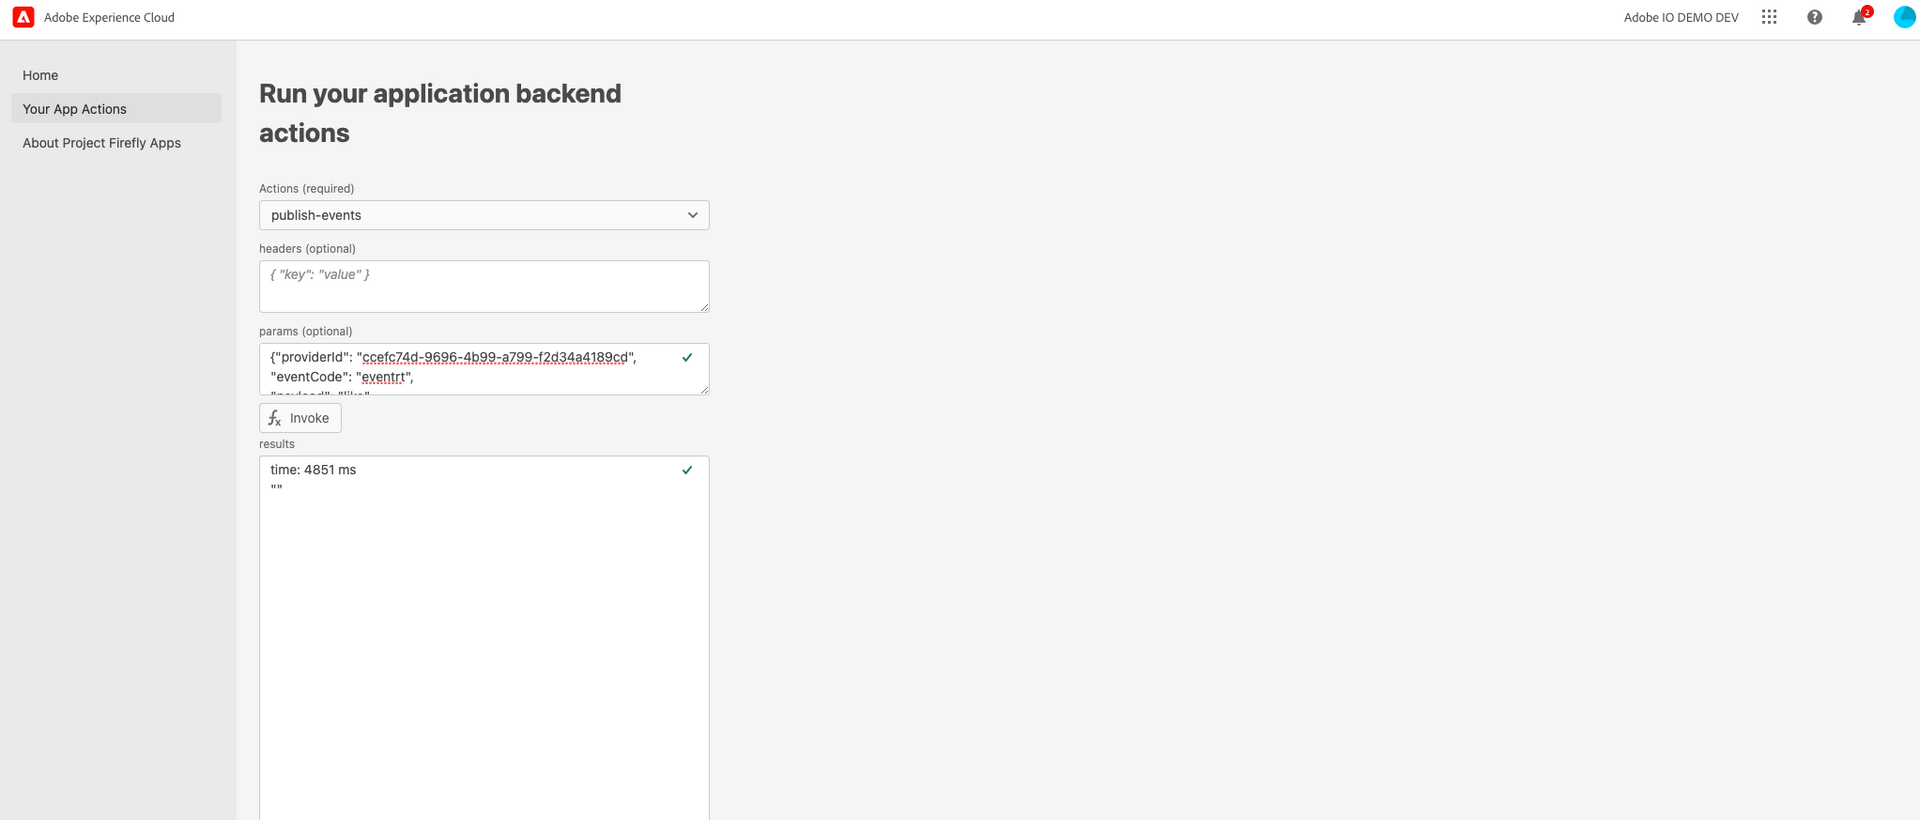 Adobe Experience Cloud
Adobe IO DEMO DEV
2
Home
Your App Actions
About Project Firefly Apps
Run your application backend
actions
Actions (required)
publish-events
headers (optional)
{ "key": "value" }
params (optional)
{"providerId": "ccefc74d-9696-4b99-a799-f2d34a4189cd",
"eventCode": "eventrt",
"payload": "like"
Invoke
results
time: 4851 ms
""